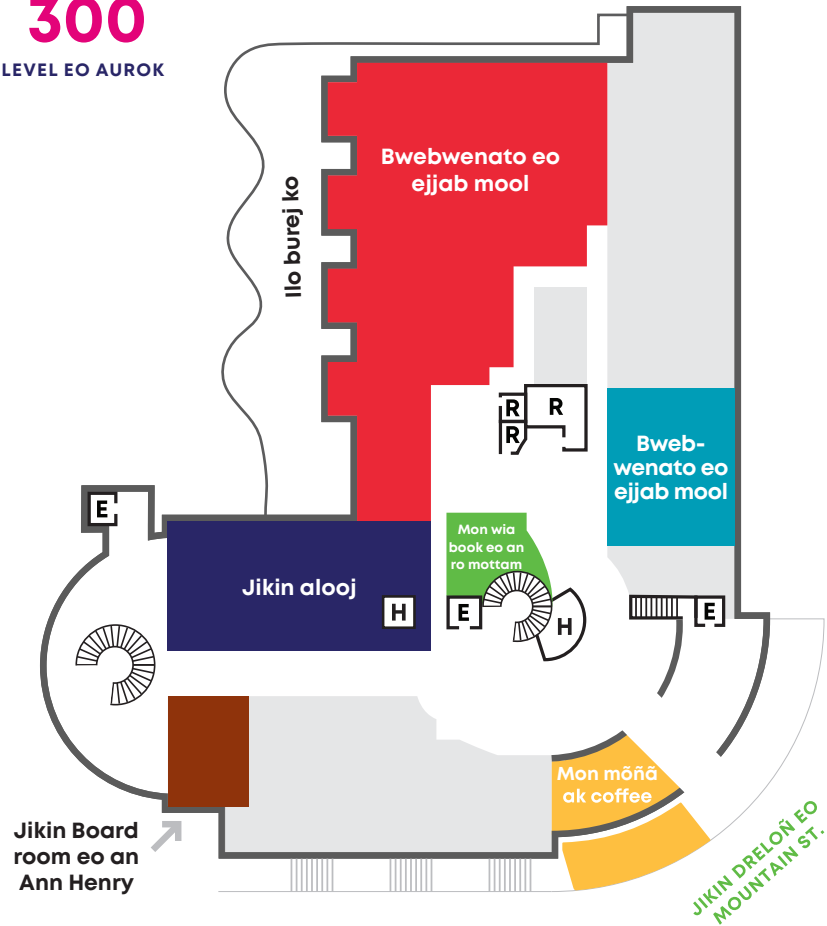 300
LEVEL EO AUROK
Bwebwenato eo
ejjab mool
Ilo burej ko
R
R
R
Bweb-
wenato eo
ejjab mool
E
Mon wia
book eo an
ro mottam
Jikin alooj
H
E
H
E
Mon mõñã
ak coffee
Jikin Board
room eo an
Ann Henry
JIKIN DRELOÑ EO
MOUNTAIN ST.